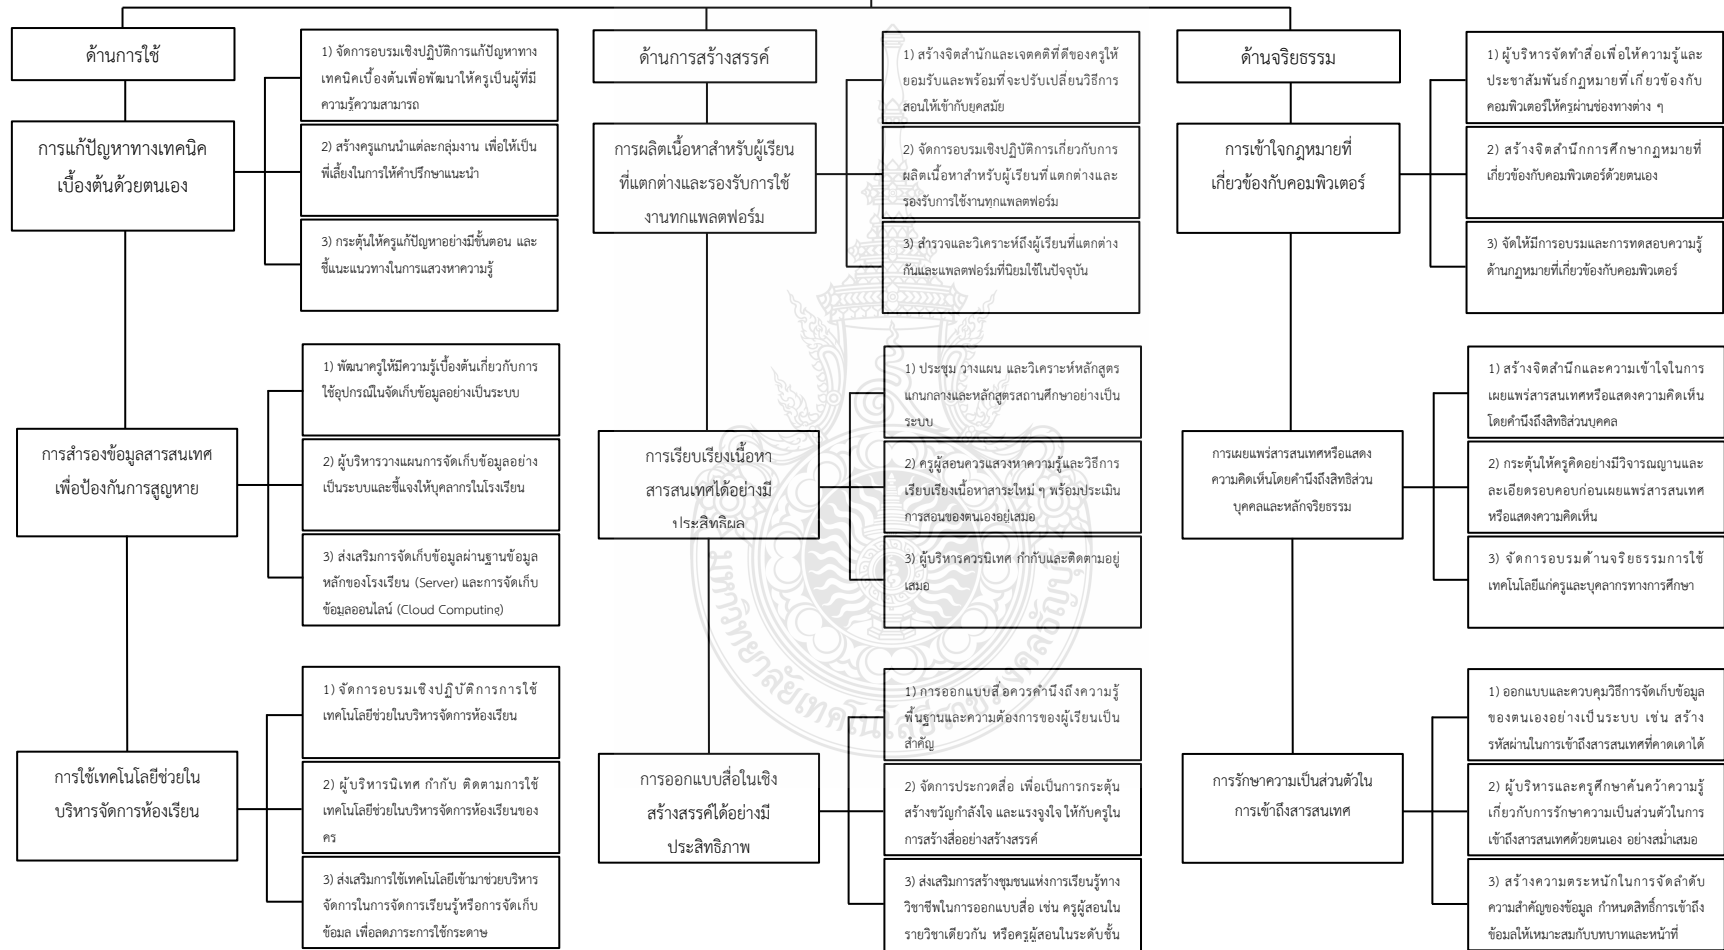 ด้านการใช้
การแก้ปัญหาทางเทคนิค
เบื้องต้นด้วยตนเอง
1) จัดการอบรมเชิงปฏิบัติการแก้ปัญหาทาง
เทคนิคเบื้องต้นเพื่อพัฒนาให้ครูเป็นผู้ที่มี
ความรู้ความสามารถ
2) สร้างครูแกนนำแต่ละกลุ่มงาน เพื่อให้เป็น
พี่เลี้ยงในการให้คำปรึกษาแนะนำ
3) กระตุ้นให้ครูแก้ปัญหาอย่างมีขั้นตอน และ
ชี้แนะแนวทางในการแสวงหาความรู้
การสำรองข้อมูลสารสนเทศ
เพื่อป้องกันการสูญหาย
1) พัฒนาครูให้มีความรู้เบื้องต้นเกี่ยวกับการ
ใช้อุปกรณ์ในจัดเก็บข้อมูลอย่างเป็นระบบ
2) ผู้บริหารวางแผนการจัดเก็บข้อมูลอย่าง
เป็นระบบและชี้แจงให้บุคลากรในโรงเรียน
3) ส่งเสริมการจัดเก็บข้อมูลผ่านฐานข้อมูล
หลักของโรงเรียน (Server) และการจัดเก็บ
ข้อมูลออนไลน์ (Cloud Computing)
การใช้เทคโนโลยีช่วยใน
บริหารจัดการห้องเรียน
1) จัดการอบรมเชิงปฏิบัติการการใช้
เทคโนโลยีช่วยในบริหารจัดการห้องเรียน
2) ผู้บริหารนิเทศ กำกับ ติดตามการใช้
เทคโนโลยีช่วยในบริหารจัดการห้องเรียนของ
ครู
3) ส่งเสริมการใช้เทคโนโลยีเข้ามาช่วยบริหาร
จัดการในการจัดการเรียนรู้หรือการจัดเก็บ
ข้อมูล เพื่อลดภาระการใช้กระดาษ
ด้านการสร้างสรรค์
การผลิตเนื้อหาสำหรับผู้เรียน
ที่แตกต่างและรองรับการใช้
งานทุกแพลตฟอร์ม
1) สร้างจิตสำนักและเจตคติที่ดีของครูให้
ยอมรับและพร้อมที่จะปรับเปลี่ยนวิธีการ
สอนให้เข้ากับยุคสมัย
2) จัดการอบรมเชิงปฏิบัติการเกี่ยวกับการ
ผลิตเนื้อหาสำหรับผู้เรียนที่แตกต่างและ
รองรับการใช้งานทุกแพลตฟอร์ม
3) สำรวจและวิเคราะห์ถึงผู้เรียนที่แตกต่าง
กันและแพลตฟอร์มที่นิยมใช้ในปัจจุบัน
การเรียบเรียงเนื้อหา
สารสนเทศได้อย่างมี
ประสิทธิผล
1) ประชุม วางแผน และวิเคราะห์หลักสูตร
แกนกลางและหลักสูตรสถานศึกษาอย่างเป็น
ระบบ
2) ครูผู้สอนควรแสวงหาความรู้และวิธีการ
เรียบเรียงเนื้อหาสาระใหม่ ๆ พร้อมประเมิน
การสอนของตนเองอยู่เสมอ
3) ผู้บริหารควรนิเทศ กำกับและติดตามอยู่
เสมอ
การออกแบบสื่อในเชิง
สร้างสรรค์ได้อย่างมี
ประสิทธิภาพ
1) การออกแบบสื่อควรคำนึงถึงความรู้
พื้นฐานและความต้องการของผู้เรียนเป็น
สำคัญ
2) จัดการประกวดสื่อ เพื่อเป็นการกระตุ้น
สร้างขวัญกำลังใจ และแรงจูงใจ ให้กับครูใน
การสร้างสื่ออย่างสร้างสรรค์
3) ส่งเสริมการสร้างชุมชนแห่งการเรียนรู้ทาง
วิชาชีพในการออกแบบสื่อ เช่น ครูผู้สอนใน
รายวิชาเดียวกัน หรือครูผู้สอนในระดับชั้น
ด้านจริยธรรม
การเข้าใจกฎหมายที่
เกี่ยวข้องกับคอมพิวเตอร์
1) ผู้บริหารจัดทำสื่อเพื่อให้ความรู้และ
ประชาสัมพันธ์กฎหมายที่เกี่ยวข้องกับ
คอมพิวเตอร์ให้ครูผ่านช่องทางต่าง ๆ
2) สร้างจิตสำนึกการศึกษากฎหมายที่
เกี่ยวข้องกับคอมพิวเตอร์ด้วยตนเอง
3) จัดให้มีการอบรมและการทดสอบความรู้
ด้านกฎหมายที่เกี่ยวข้องกับคอมพิวเตอร์
การเผยแพร่สารสนเทศหรือแสดง
ความคิดเห็นโดยคำนึงถึงสิทธิส่วน
บุคคลและหลักจริยธรรม
1) สร้างจิตสำนึกและความเข้าใจในการ
เผยแพร่สารสนเทศหรือแสดงความคิดเห็น
โดยคำนึงถึงสิทธิส่วนบุคคล
2) กระตุ้นให้ครูคิดอย่างมีวิจารณญานและ
ละเอียดรอบคอบก่อนเผยแพร่สารสนเทศ
หรือแสดงความคิดเห็น
3) จัดการอบรมด้านจริยธรรมการใช้
เทคโนโลยีแก่ครูและบุคลากรทางการศึกษา
การรักษาความเป็นส่วนตัวใน
การเข้าถึงสารสนเทศ
1) ออกแบบและควบคุมวิธีการจัดเก็บข้อมูล
ของตนเองอย่างเป็นระบบ เช่น สร้าง
รหัสผ่านในการเข้าถึงสารสนเทศที่คาดเดาได้
2) ผู้บริหารและครูศึกษาค้นคว้าความรู้
เกี่ยวกับการรักษาความเป็นส่วนตัวในการ
เข้าถึงสารสนเทศด้วยตนเอง อย่างสม่ำเสมอ
3) สร้างความตระหนักในการจัดลำดับ
ความสำคัญของข้อมูล กำหนดสิทธิ์การเข้าถึง
ข้อมูลให้เหมาะสมกับบทบาทและหน้าที่
มหาวิทยาลัยเทคโนโลยีราชมงคลธัญบุรี